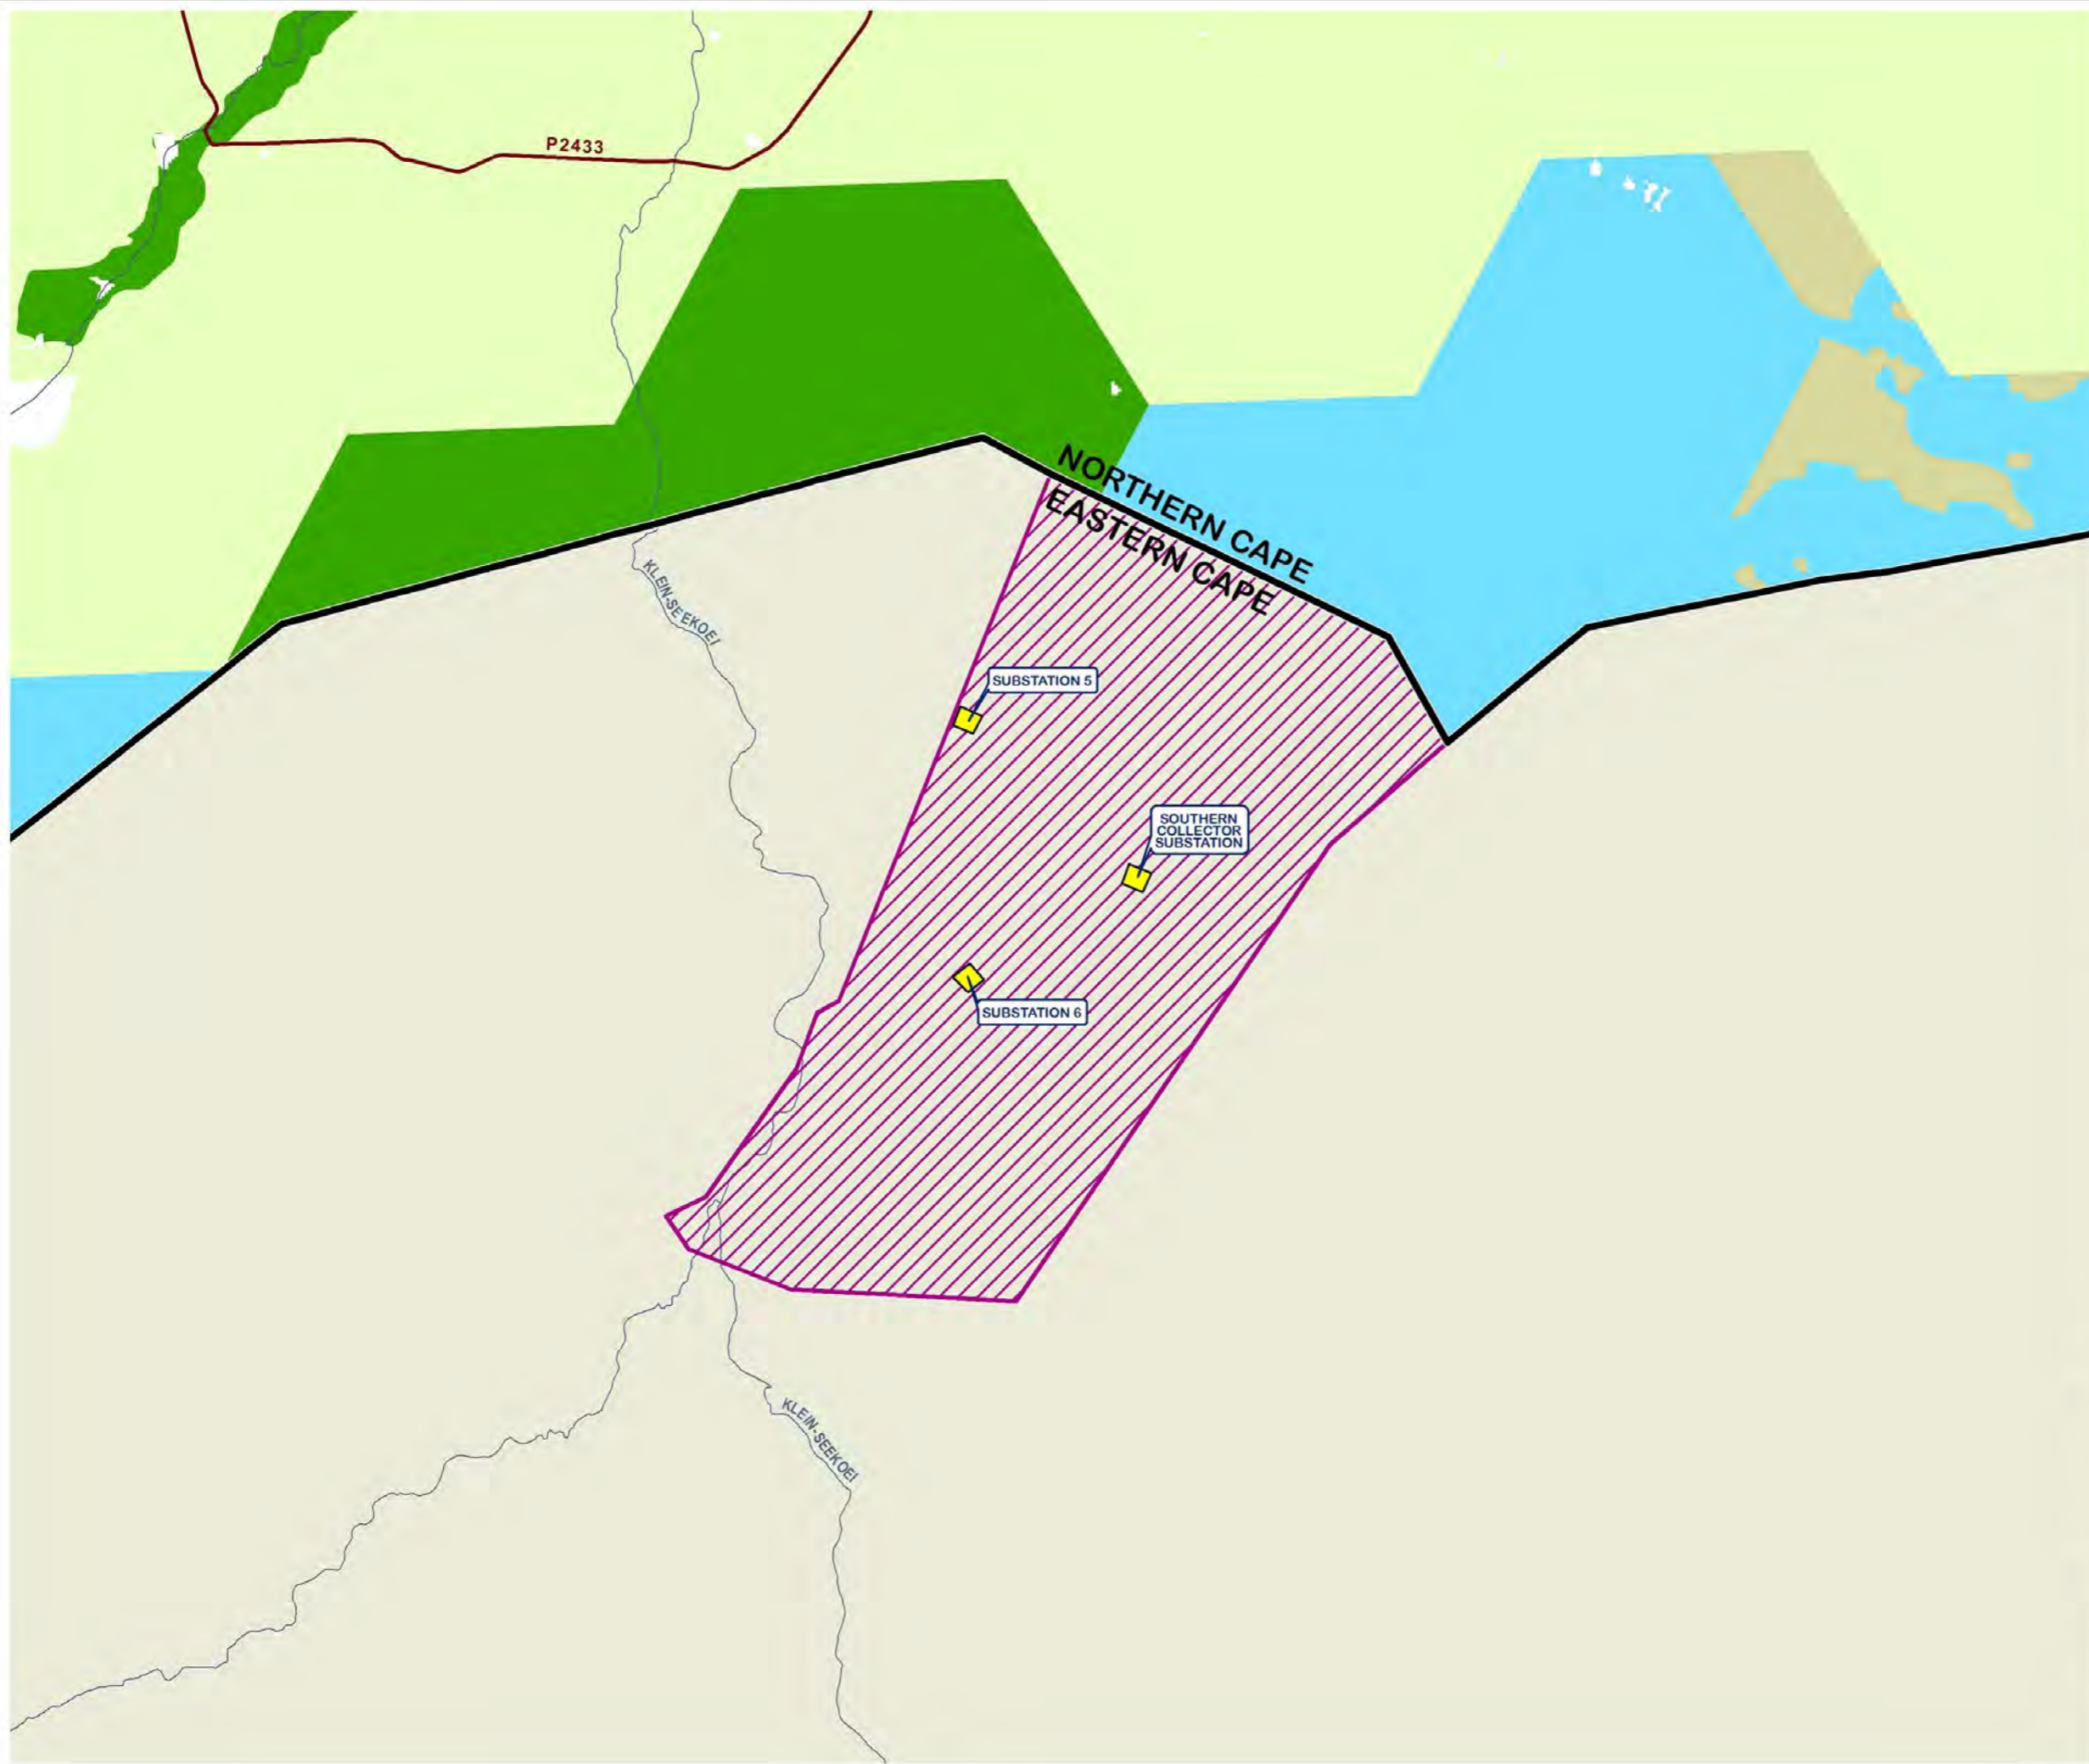 P2433
NORTHERN CAPE
EASTERN CAPE
KLEIN-SEEKOEI
SUBSTATION 5
SOUTHERN
COLLECTOR
SUBSTATION
SUBSTATION 6
KLEIN-SEEKOEI